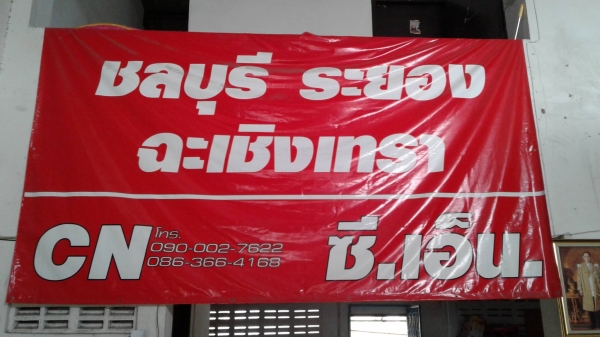 ชลบุรี ระยอง
ฉะเชิงเทรา
CN โทร. ซี.เอ็น.
090-002-7622
086-366-4168